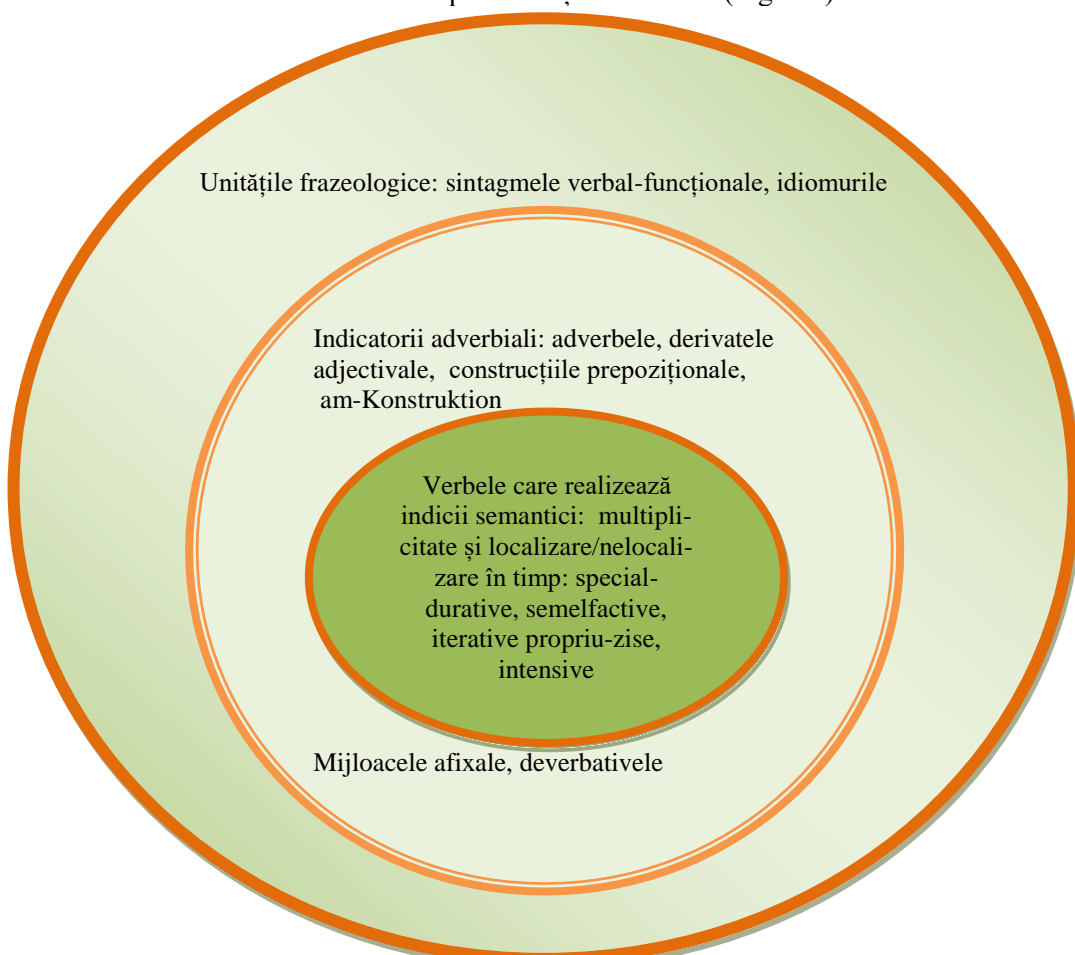 Unitățile frazeologice: sintagmele verbal-funcționale, idiomurile
Indicatorii adverbiali: adverbele, derivatele
adjectivale, construcțiile prepoziționale,
am-Konstruktion
Verbele care realizează
indicii semantici: multipli-
citate și localizare/nelocali-
zare în timp: special-
durative, semelfactive,
iterative propriu-zise,
intensive
Mijloacele afixale, deverbativele